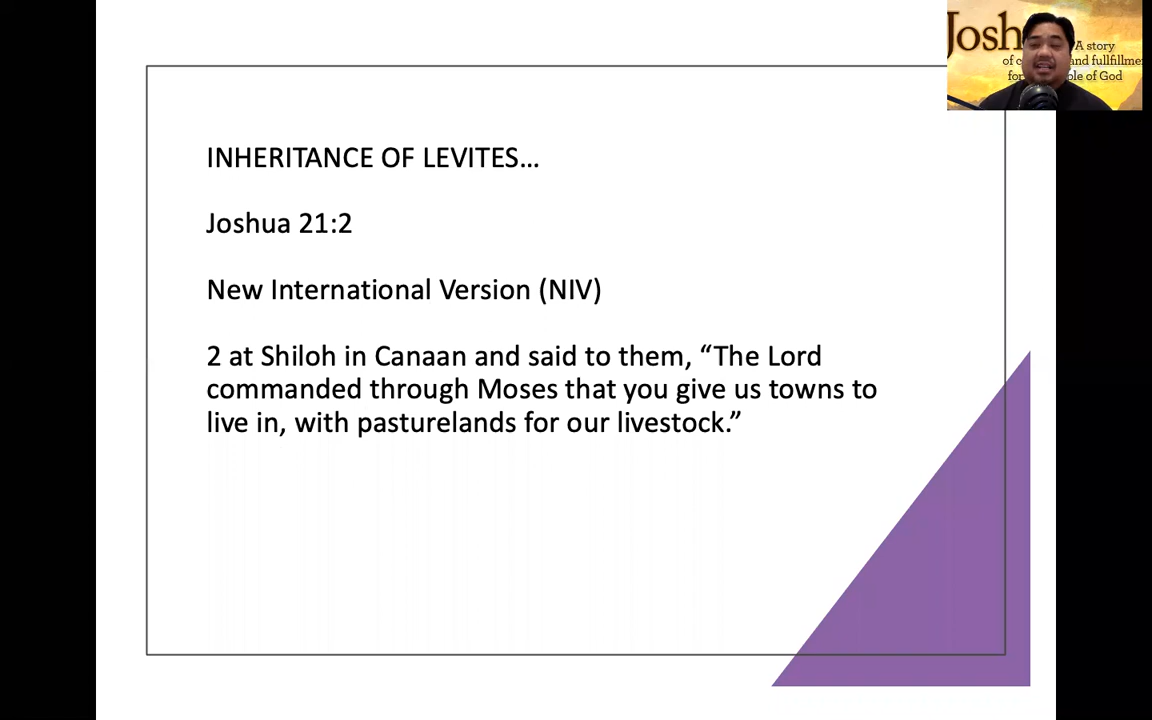 Josh
A story
and fullfillme
of God
INHERITANCE OF LEVITES…
Joshua 21:2
New International Version (NIV)
2 at Shiloh in Canaan and said to them, “The Lord
commanded through Moses that you give us towns to
live in, with pasturelands for our livestock.”